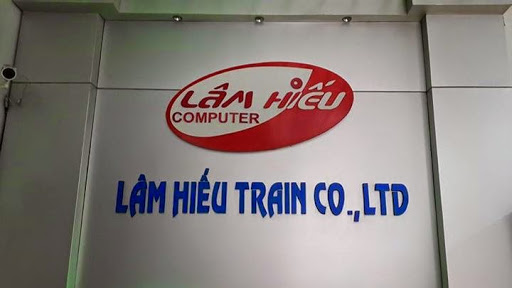 LÂM HIẾU
COMPUTER
LÂM HIẾU TRAIN CO.,LTD